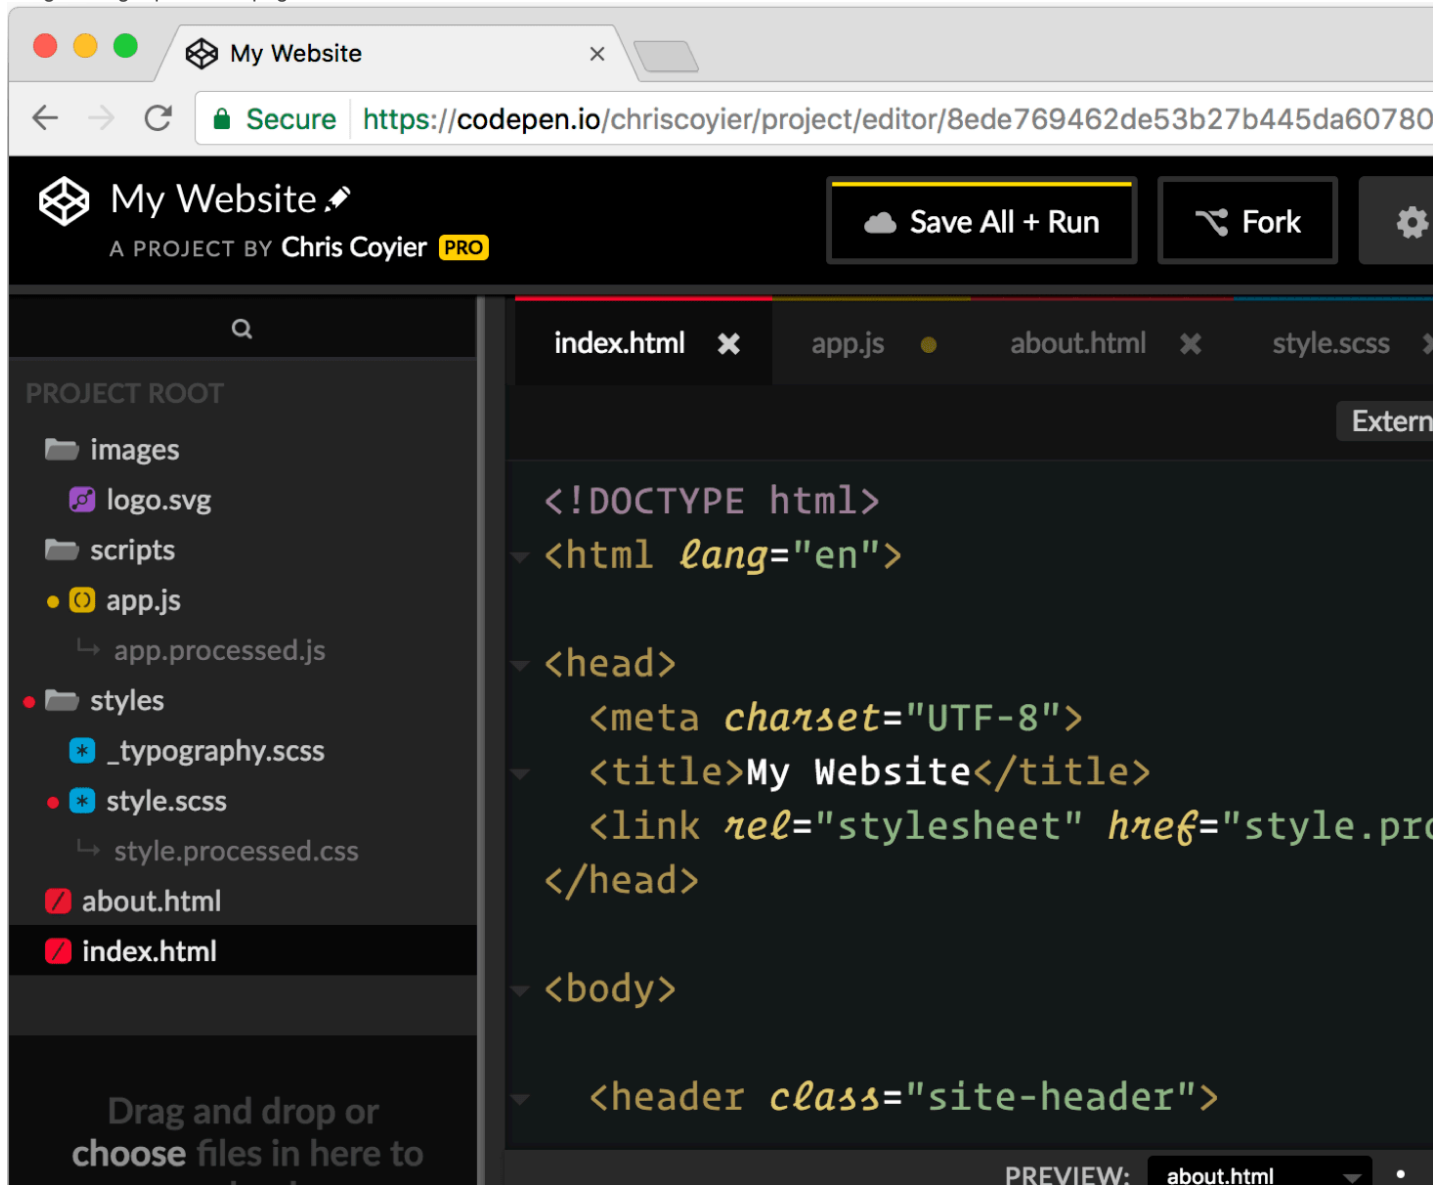 My Website
Secure https://codepen.io/chriscoyier/project/editor/8ede769462de53b27b445da60780
My Website
A PROJECT BY Chris Coyier PRO
Save All + Run
Fork
index.html
app.js
about.html
style.scss
PROJECT ROOT
images
logo.svg
scripts
app.js
app.processed.js
styles
_typography.scss
style.scss
style.processed.css
about.html
index.html
Drag and drop or
choose files in here to
Extern
<!DOCTYPE html>
<html lang="en">
<head>
<meta charset="UTF-8">
<title>My Website</title>
<link rel="stylesheet" href="style.pro
</head>
<body>
<header class="site-header">
PREVIEW: about.html